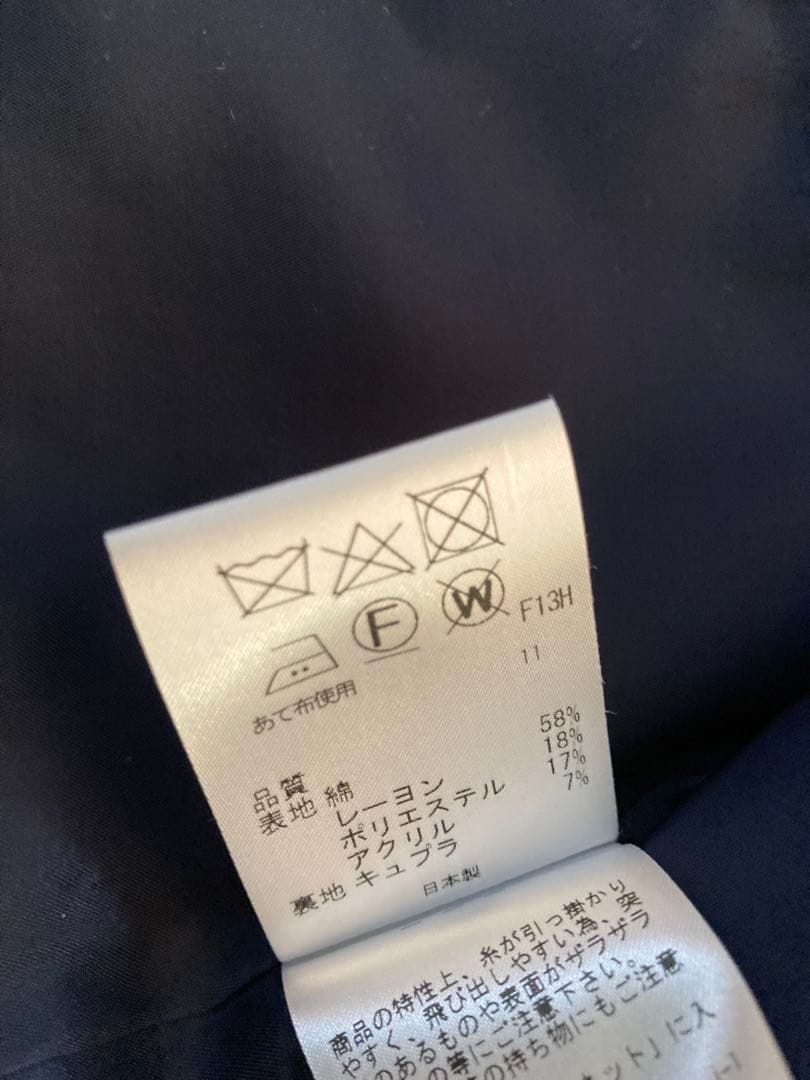 F W F13H
11
あて布使用
品質
表地 綿 58%
レーヨン 18%
ポリエステル 17%
アクリル 7%
裏地 キュプラ
日本製
商品の特性上、糸が引っ掛かり
やすく、飛び出しやすい為、突
のあるものや表面がザラザラ
の等にご注意下さい。
の持ち物にもご注意
ネット」に入